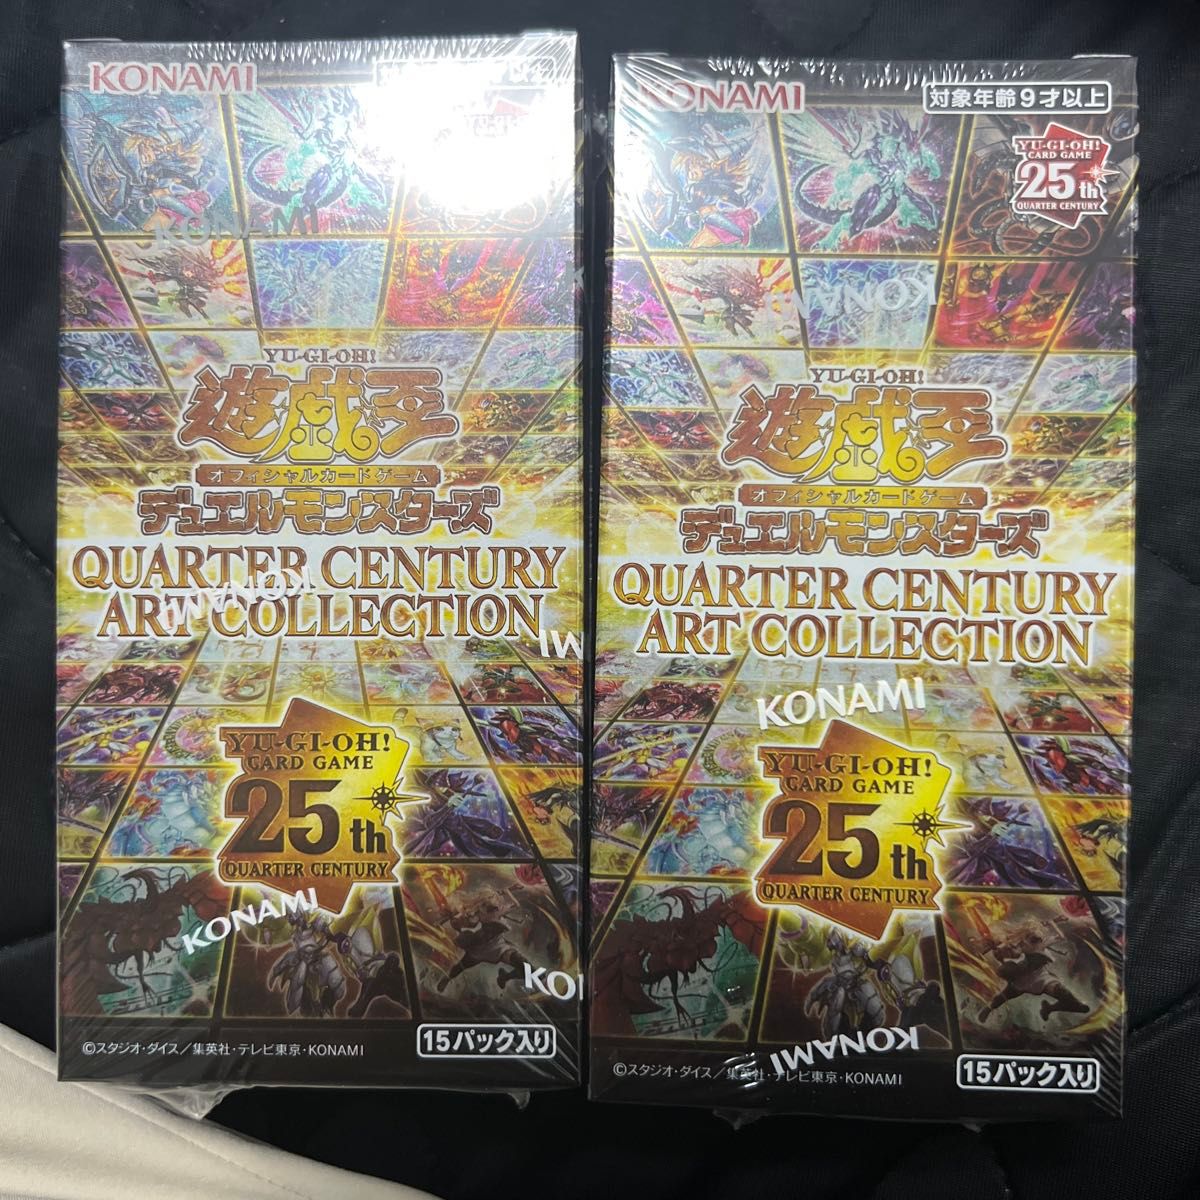 KONAMI
KONAMI
YU-GI-OH!
遊戯王
オフィシャルカードゲーム
デュエルモンスターズ
QUARTER CENTURY
ART COLLECTION
KONAMI
YU-GI-OH!
CARD GAME
25th
QUARTER CENTURY
KONAMI
©スタジオ・ダイス／集英社・テレビ東京・KONAMI
15パック入り
KONAMI
対象年齢9才以上
YU-GI-OH!
CARD GAME
25th
QUARTER CENTURY
KONAMI
YU-GI-OH!
遊戯王
オフィシャルカードゲーム
デュエルモンスターズ
QUARTER CENTURY
ART COLLECTION
KONAMI
YU-GI-OH!
CARD GAME
25th
QUARTER CENTURY
KONAMI
©スタジオ・ダイス／集英社・テレビ東京・KONAMI
15パック入り